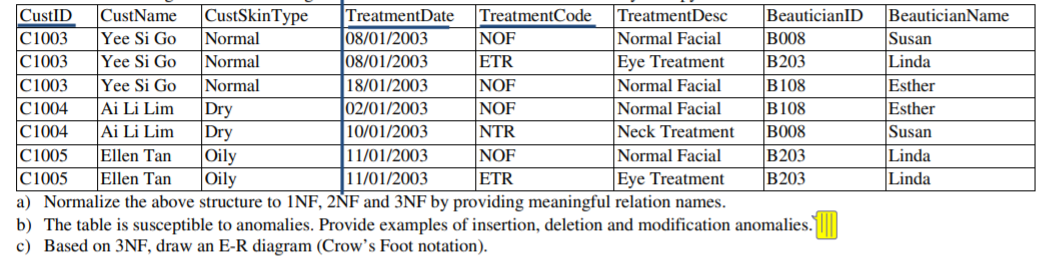 CustID CustName CustSkinType TreatmentDate TreatmentCode TreatmentDesc BeauticianID BeauticianName
C1003 Yee Si Go Normal 08/01/2003 NOF Normal Facial B008 Susan
C1003 Yee Si Go Normal 08/01/2003 ETR Eye Treatment B203 Linda
C1003 Yee Si Go Normal 18/01/2003 NOF Normal Facial B108 Esther
C1004 Ai Li Lim Dry 02/01/2003 NOF Normal Facial B108 Esther
C1004 Ai Li Lim Dry 10/01/2003 NTR Neck Treatment B008 Susan
C1005 Ellen Tan Oily 11/01/2003 NOF Normal Facial B203 Linda
C1005 Ellen Tan Oily 11/01/2003 ETR Eye Treatment B203 Linda
a) Normalize the above structure to 1NF, 2NF and 3NF by providing meaningful relation names.
b) The table is susceptible to anomalies. Provide examples of insertion, deletion and modification anomalies.
c) Based on 3NF, draw an E-R diagram (Crow's Foot notation).